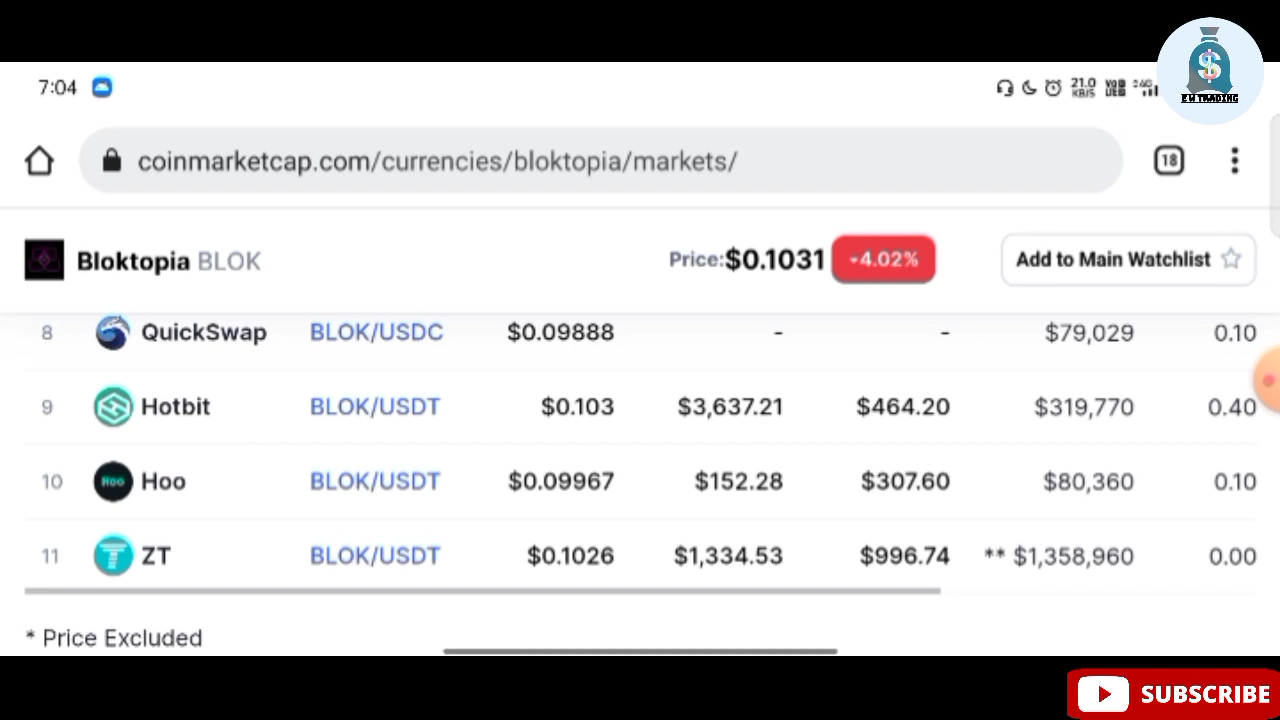 7:04 21.0 KB/S
coinmarketcap.com/currencies/bloktopia/markets/ 18
$
Bloktopia BLOK Price:$0.1031 -4.02% Add to Main Watchlist
8 QuickSwap BLOK/USDC $0.09888 - - $79,029 0.10
9 Hotbit BLOK/USDT $0.103 $3,637.21 $464.20 $319,770 0.40
10 Hoo Hoo BLOK/USDT $0.09967 $152.28 $307.60 $80,360 0.10
11 ZT BLOK/USDT $0.1026 $1,334.53 $996.74 ** $1,358,960 0.00
* Price Excluded
SUBSCRIBE